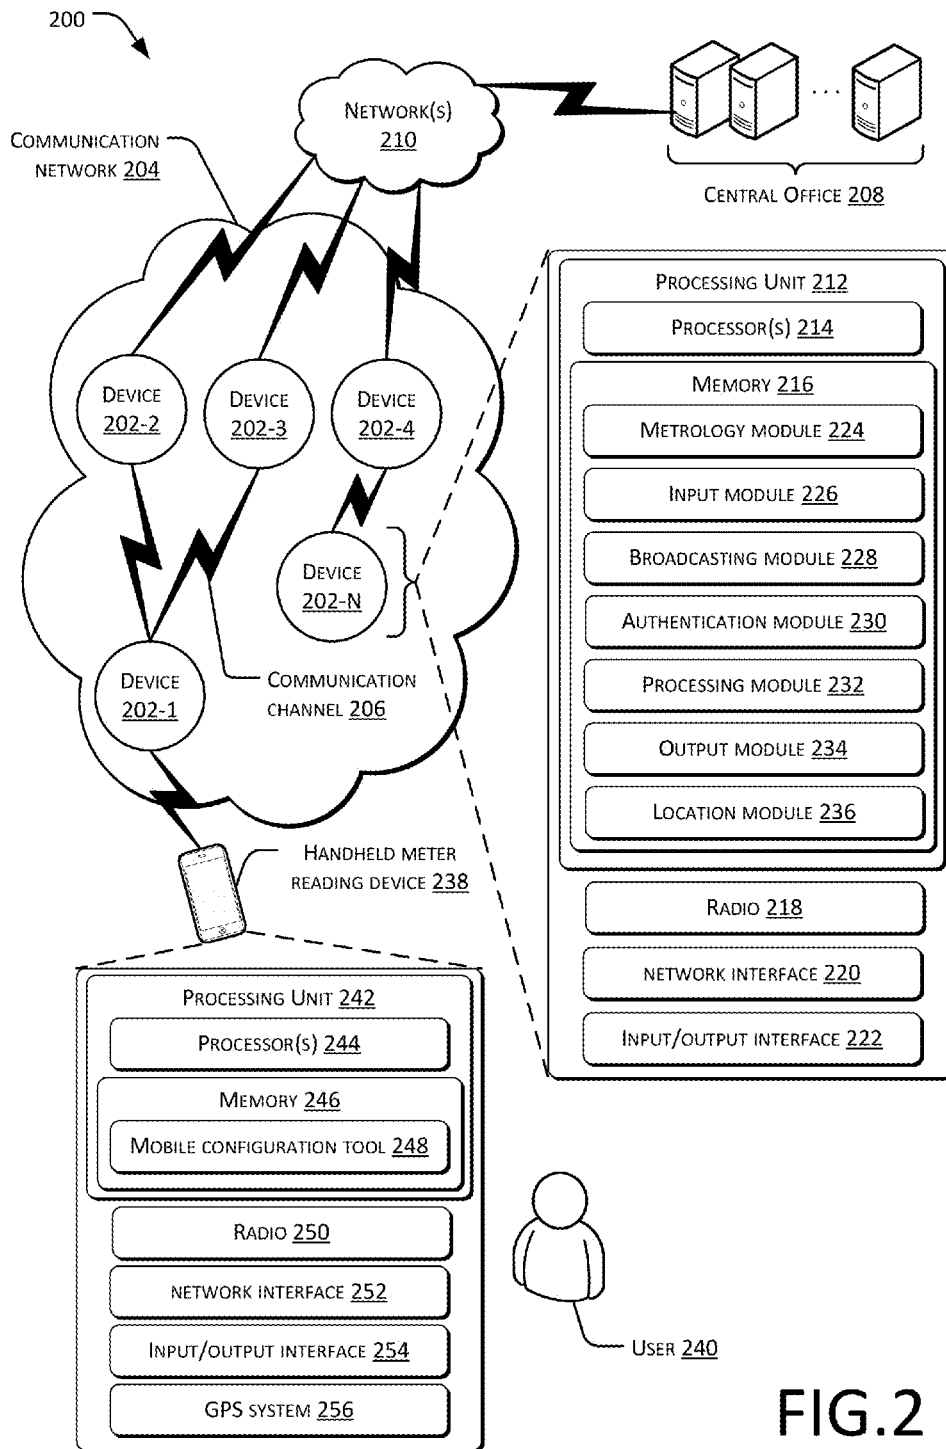 200
NETWORK(S)
210
COMMUNICATION
NETWORK 204
...
CENTRAL OFFICE 208
DEVICE
202-2
DEVICE
202-3
DEVICE
202-4
DEVICE
202-N
DEVICE
202-1
COMMUNICATION
CHANNEL 206
PROCESSING UNIT 212
PROCESSOR(S) 214
MEMORY 216
METROLOGY MODULE 224
INPUT MODULE 226
BROADCASTING MODULE 228
AUTHENTICATION MODULE 230
PROCESSING MODULE 232
OUTPUT MODULE 234
LOCATION MODULE 236
RADIO 218
NETWORK INTERFACE 220
INPUT/OUTPUT INTERFACE 222
HANDHELD METER
READING DEVICE 238
PROCESSING UNIT 242
PROCESSOR(S) 244
MEMORY 246
MOBILE CONFIGURATION TOOL 248
RADIO 250
NETWORK INTERFACE 252
INPUT/OUTPUT INTERFACE 254
GPS SYSTEM 256
USER 240
FIG.2